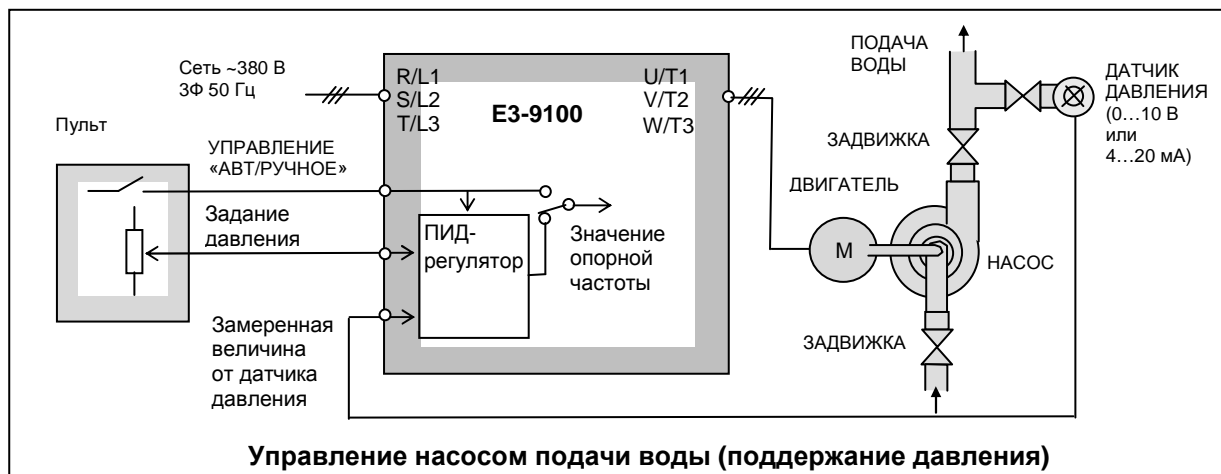 Сеть ~380 В
3Ф 50 Гц
R/L1
S/L2
T/L3
E3-9100
U/T1
V/T2
W/T3
Пульт
УПРАВЛЕНИЕ
«АВТ/РУЧНОЕ»
Задание
давления
ПИД-
регулятор
Значение
опорной
частоты
Замеренная
величина
от датчика
давления
ПОДАЧА
ВОДЫ
ДАТЧИК
ДАВЛЕНИЯ
(0…10 В
или
4…20 мА)
ЗАДВИЖКА
ДВИГАТЕЛЬ
М
НАСОС
ЗАДВИЖКА
Управление насосом подачи воды (поддержание давления)